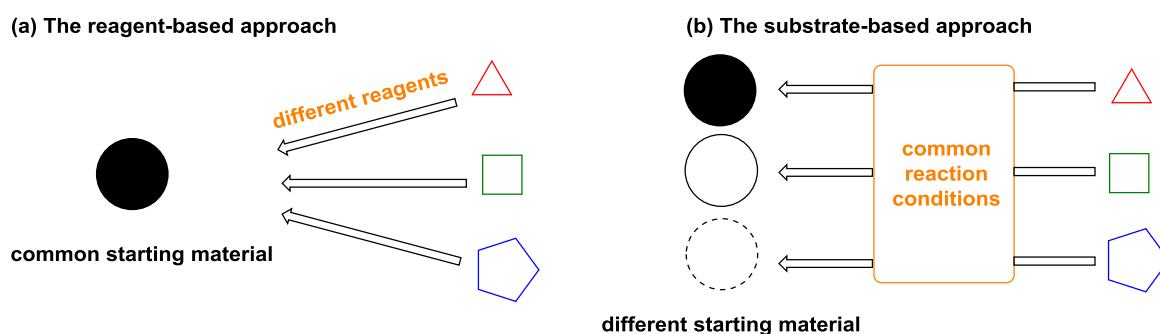 (a) The reagent-based approach
different reagents
common starting material
(b) The substrate-based approach
common
reaction
conditions
different starting material